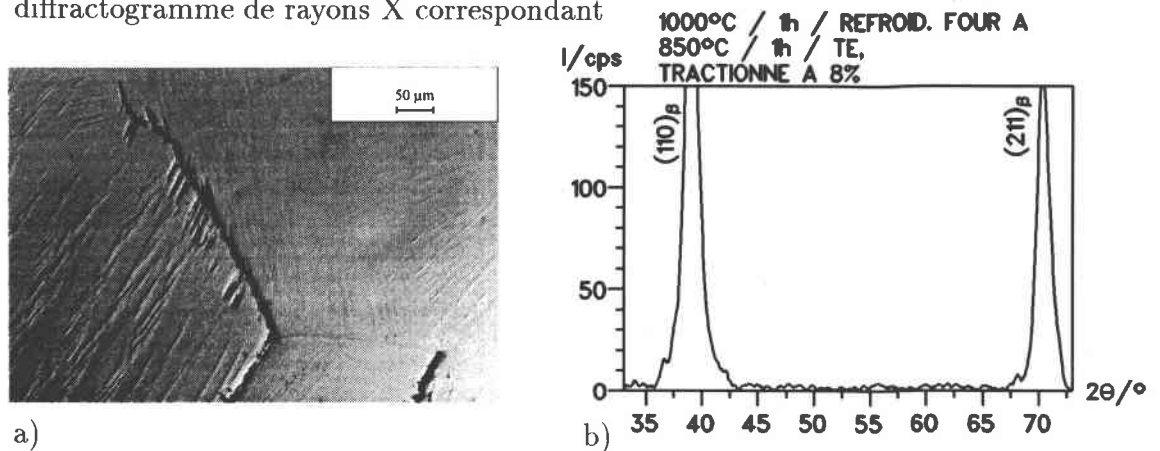 diffractogramme de rayons X correspondant
1000°C / 1h / REFROID. FOUR A
850°C / 1h / TE,
TRACTIONNE A 8%
I/cps
50 µm
150
100
50
0
(110)β
(211)β
35 40 45 50 55 60 65 70
2θ/°
a)
b)